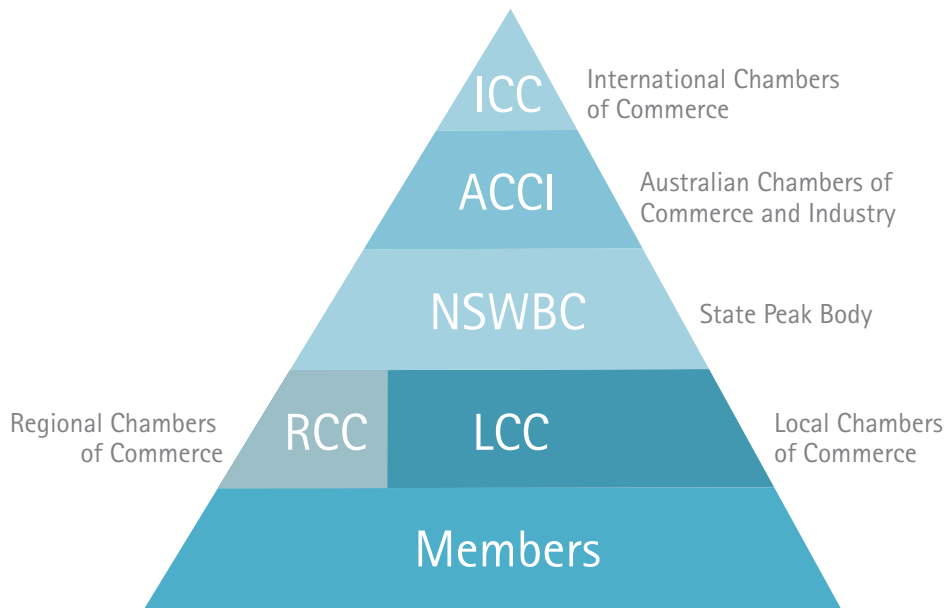 ICC
International Chambers
of Commerce
ACCI
Australian Chambers of
Commerce and Industry
NSWBC
State Peak Body
Regional Chambers
of Commerce
RCC
LCC
Local Chambers
of Commerce
Members